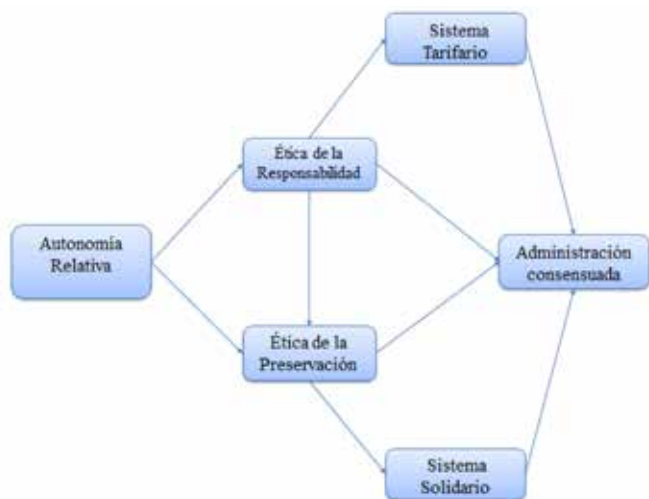 Sistema
Tarifario
Ética de la
Responsabilidad
Autonomía
Relativa
Administración
consensuada
Ética de la
Preservación
Sistema
Solidario